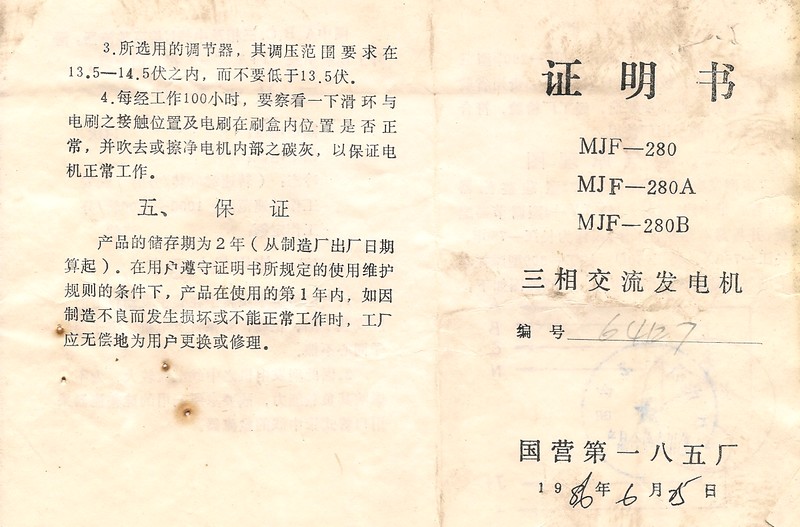 3.所选用的调节器，其调压范围要求在
13.5—14.5伏之内，而不要低于13.5伏。
4.每经工作100小时，要察看一下滑环与
电刷之接触位置及电刷在刷盒内位置是否正
常，并吹去或擦净电机内部之碳灰，以保证电
机正常工作。
五、保证
产品的储存期为2年（从制造厂出厂日期
算起）。在用户遵守证明书所规定的使用维护
规则的条件下，产品在使用的第1年内，如因
制造不良而发生损坏或不能正常工作时，工厂
应无偿地为用户更换或修理。
证明书
MJF—280
MJF—280A
MJF—280B
三相交流发电机
编号 64127
国营第一八五厂
1986年6月25日